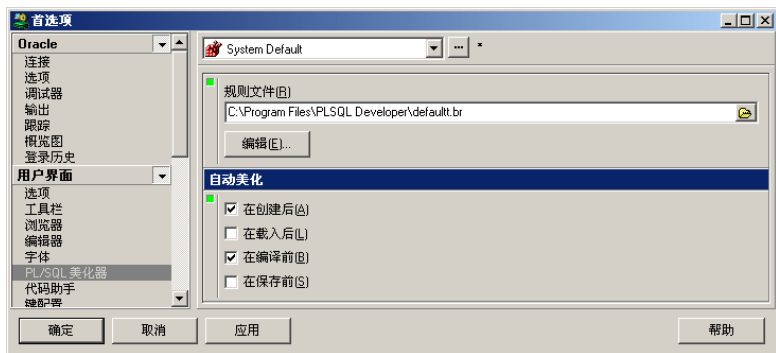 首选项
Oracle
连接
选项
调试器
输出
跟踪
概览图
登录历史
用户界面
选项
工具栏
浏览器
编辑器
字体
PL/SQL 美化器
代码助手
键配置
System Default
... *
规则文件(R)
C:\Program Files\PLSQL Developer\defaultt.br
编辑(E)...
自动美化
在创建后(A)
在载入后(L)
在编译前(B)
在保存前(S)
确定
取消
应用
帮助